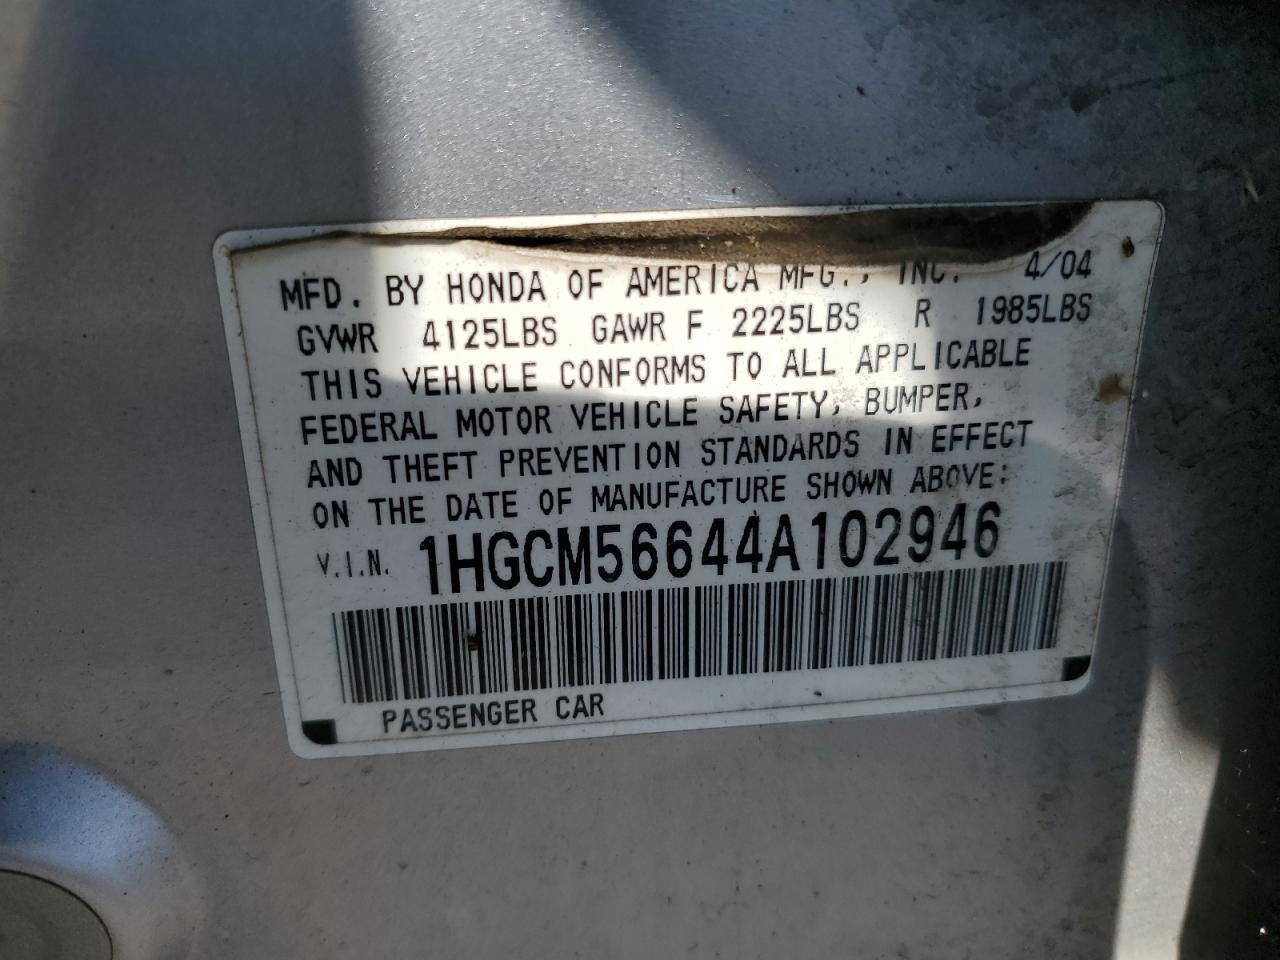 MFD. BY HONDA OF AMERICA MFG., INC. 4/04
GVWR 4125LBS GAWR F 2225LBS R 1985LBS
THIS VEHICLE CONFORMS TO ALL APPLICABLE
FEDERAL MOTOR VEHICLE SAFETY, BUMPER,
AND THEFT PREVENTION STANDARDS IN EFFECT
ON THE DATE OF MANUFACTURE SHOWN ABOVE:
V.I.N. 1HGCM56644A102946
PASSENGER CAR